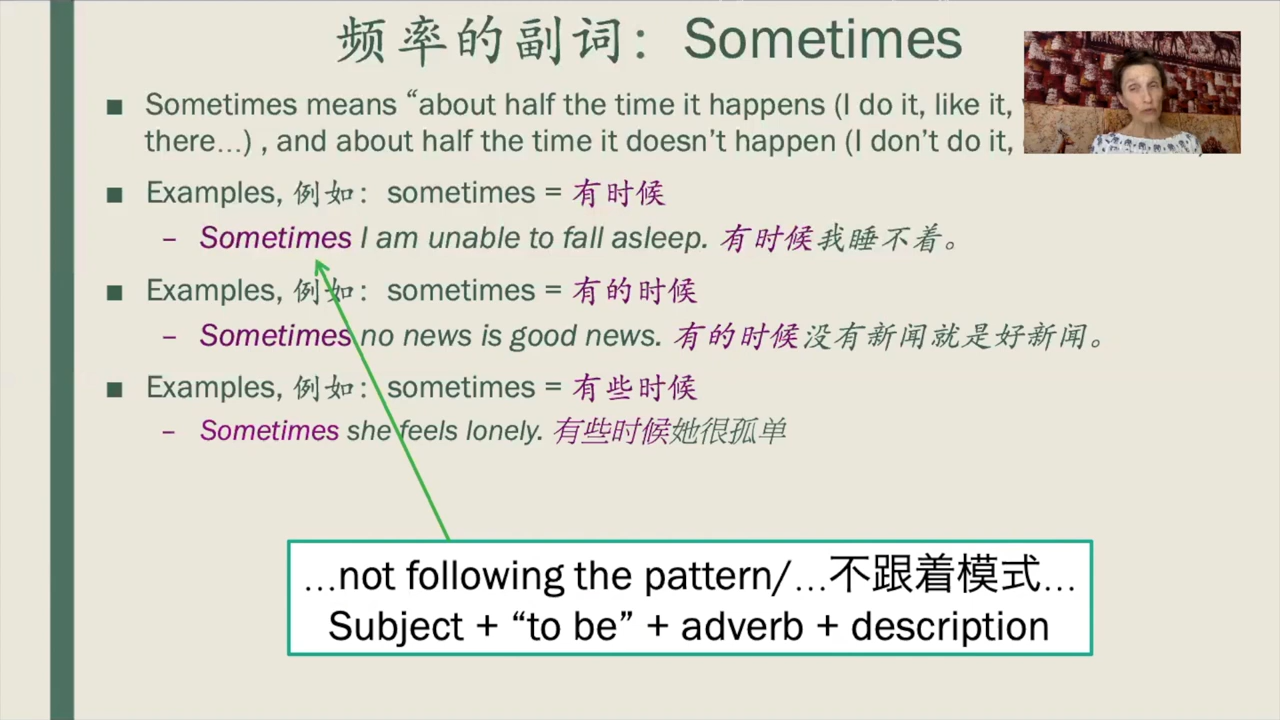 频率的副词：Sometimes
■ Sometimes means “about half the time it happens (I do it, like it,
there…) , and about half the time it doesn’t happen (I don’t do it,
■ Examples, 例如：sometimes = 有时候
– Sometimes I am unable to fall asleep. 有时候我睡不着。
■ Examples, 例如：sometimes = 有的时候
– Sometimes no news is good news. 有的时候没有新闻就是好新闻。
■ Examples, 例如：sometimes = 有些时候
– Sometimes she feels lonely. 有些时候她很孤单
…not following the pattern/…不跟着模式…
Subject + “to be” + adverb + description